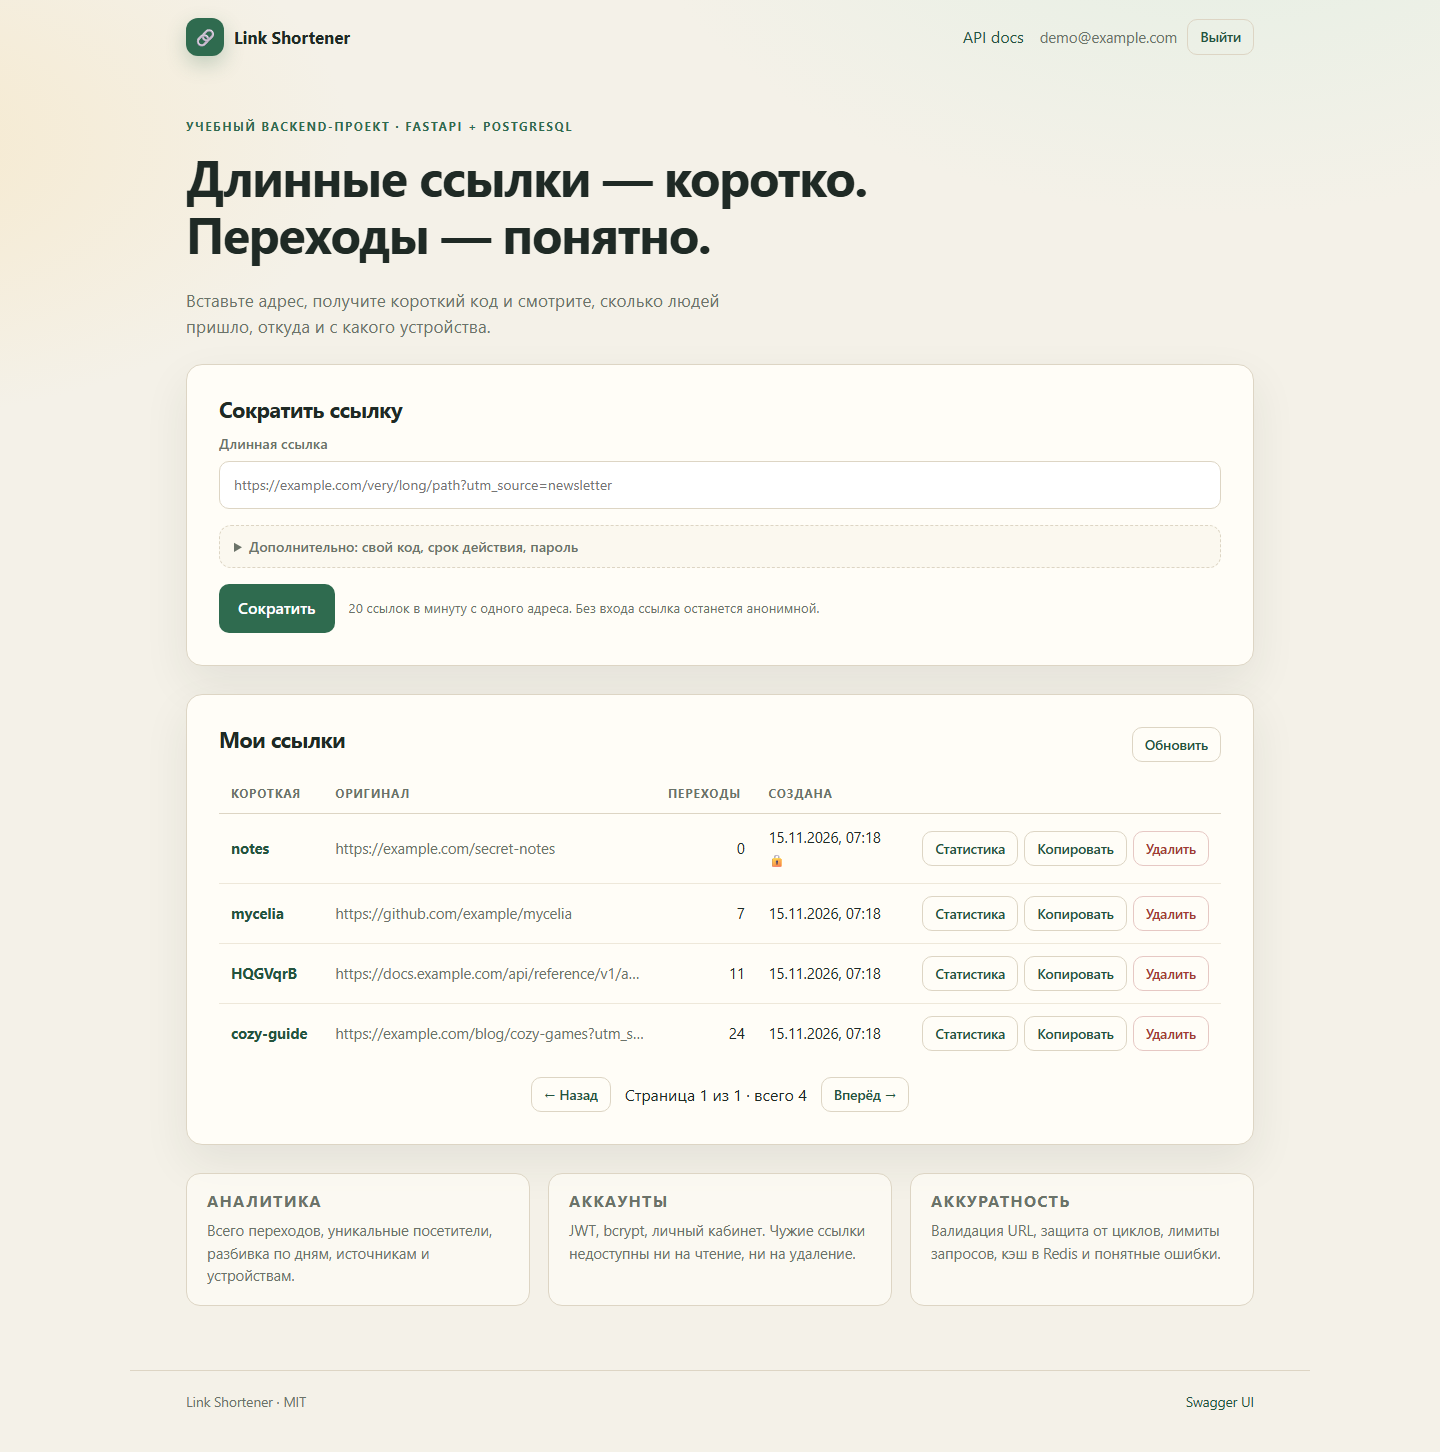 Link Shortener
API docs
demo@example.com
Выйти
УЧЕБНЫЙ BACKEND-ПРОЕКТ · FASTAPI + POSTGRESQL
Длинные ссылки — коротко.
Переходы — понятно.
Вставьте адрес, получите короткий код и смотрите, сколько людей
пришло, откуда и с какого устройства.
Сократить ссылку
Длинная ссылка
https://example.com/very/long/path?utm_source=newsletter
▶ Дополнительно: свой код, срок действия, пароль
Сократить
20 ссылок в минуту с одного адреса. Без входа ссылка останется анонимной.
Мои ссылки
Обновить
КОРОТКАЯ ОРИГИНАЛ ПЕРЕХОДЫ СОЗДАНА
notes https://example.com/secret-notes 0 15.11.2026, 07:18 Статистика Копировать Удалить
mycelia https://github.com/example/mycelia 7 15.11.2026, 07:18 Статистика Копировать Удалить
HQGVqrB https://docs.example.com/api/reference/v1/a... 11 15.11.2026, 07:18 Статистика Копировать Удалить
cozy-guide https://example.com/blog/cozy-games?utm_s... 24 15.11.2026, 07:18 Статистика Копировать Удалить
← Назад Страница 1 из 1 · всего 4 Вперёд →
АНАЛИТИКА
Всего переходов, уникальные посетители,
разбивка по дням, источникам и
устройствам.
АККАУНТЫ
JWT, bcrypt, личный кабинет. Чужие ссылки
недоступны ни на чтение, ни на удаление.
АККУРАТНОСТЬ
Валидация URL, защита от циклов, лимиты
запросов, кэш в Redis и понятные ошибки.
Link Shortener · MIT
Swagger UI